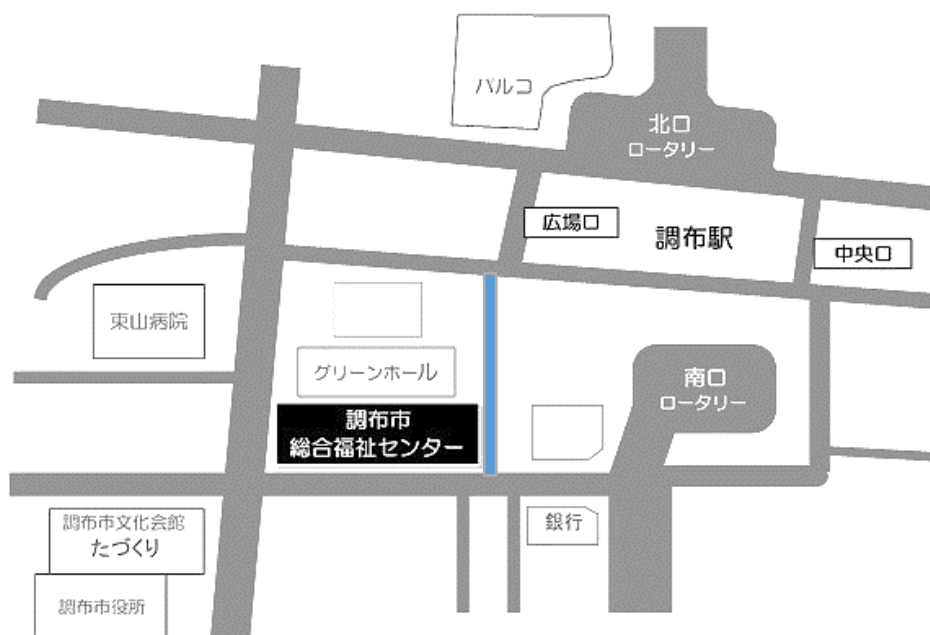 パルコ
北口
ロータリー
広場口
調布駅
中央口
東山病院
グリーンホール
南口
ロータリー
調布市
総合福祉センター
調布市文化会館
たづくり
銀行
調布市役所